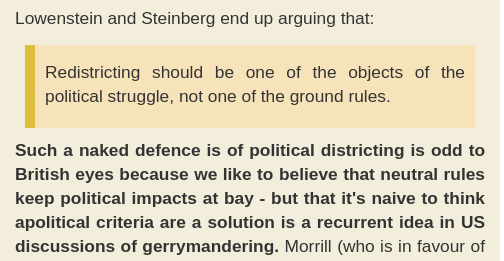 Lowenstein and Steinberg end up arguing that:
Redistricting should be one of the objects of the
political struggle, not one of the ground rules.
Such a naked defence is of political districting is odd to
British eyes because we like to believe that neutral rules
keep political impacts at bay - but that it's naive to think
apolitical criteria are a solution is a recurrent idea in US
discussions of gerrymandering. Morrill (who is in favour of